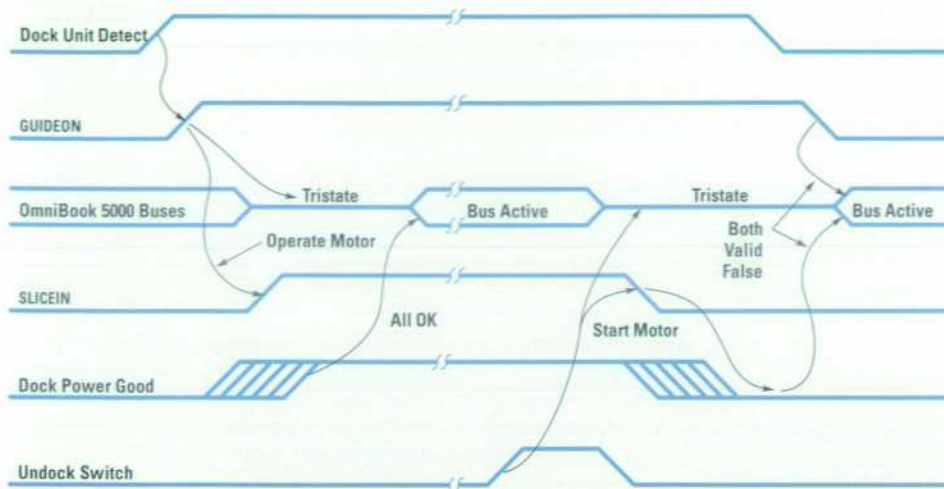 Dock Unit Detect
GUIDEON
OmniBook 5000 Buses
Tristate
Bus Active
Tristate
Bus Active
Operate Motor
Both
Valid
False
SLICEIN
All OK
Start Motor
Dock Power Good
Undock Switch